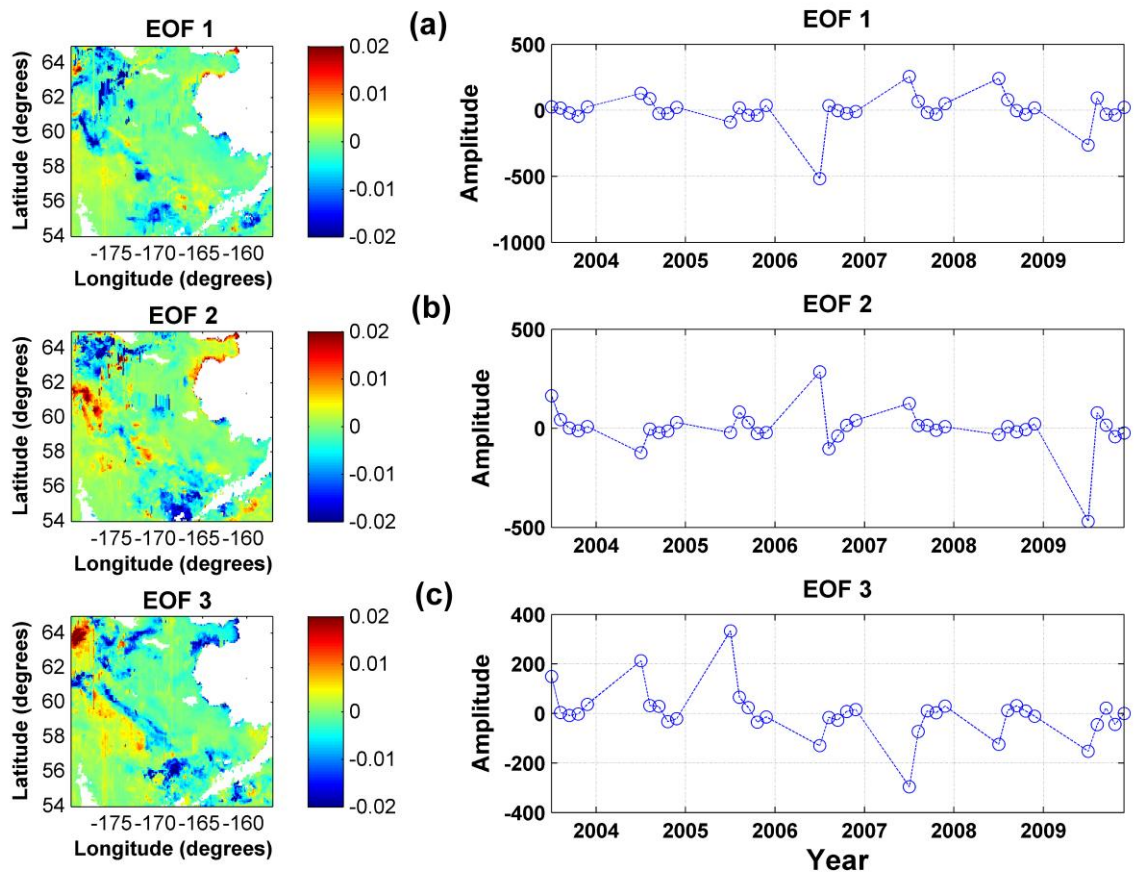 (a)
EOF 1
Latitude (degrees)
64
62
60
58
56
54
-175 -170 -165 -160
Longitude (degrees)
0.02
0.01
0
-0.01
-0.02
EOF 1
Amplitude
500
0
-500
-1000
2004 2005 2006 2007 2008 2009
(b)
EOF 2
Latitude (degrees)
64
62
60
58
56
54
-175 -170 -165 -160
Longitude (degrees)
0.02
0.01
0
-0.01
-0.02
EOF 2
Amplitude
500
0
-500
2004 2005 2006 2007 2008 2009
(c)
EOF 3
Latitude (degrees)
64
62
60
58
56
54
-175 -170 -165 -160
Longitude (degrees)
0.02
0.01
0
-0.01
-0.02
EOF 3
Amplitude
400
200
0
-200
-400
2004 2005 2006 2007 2008 2009
Year